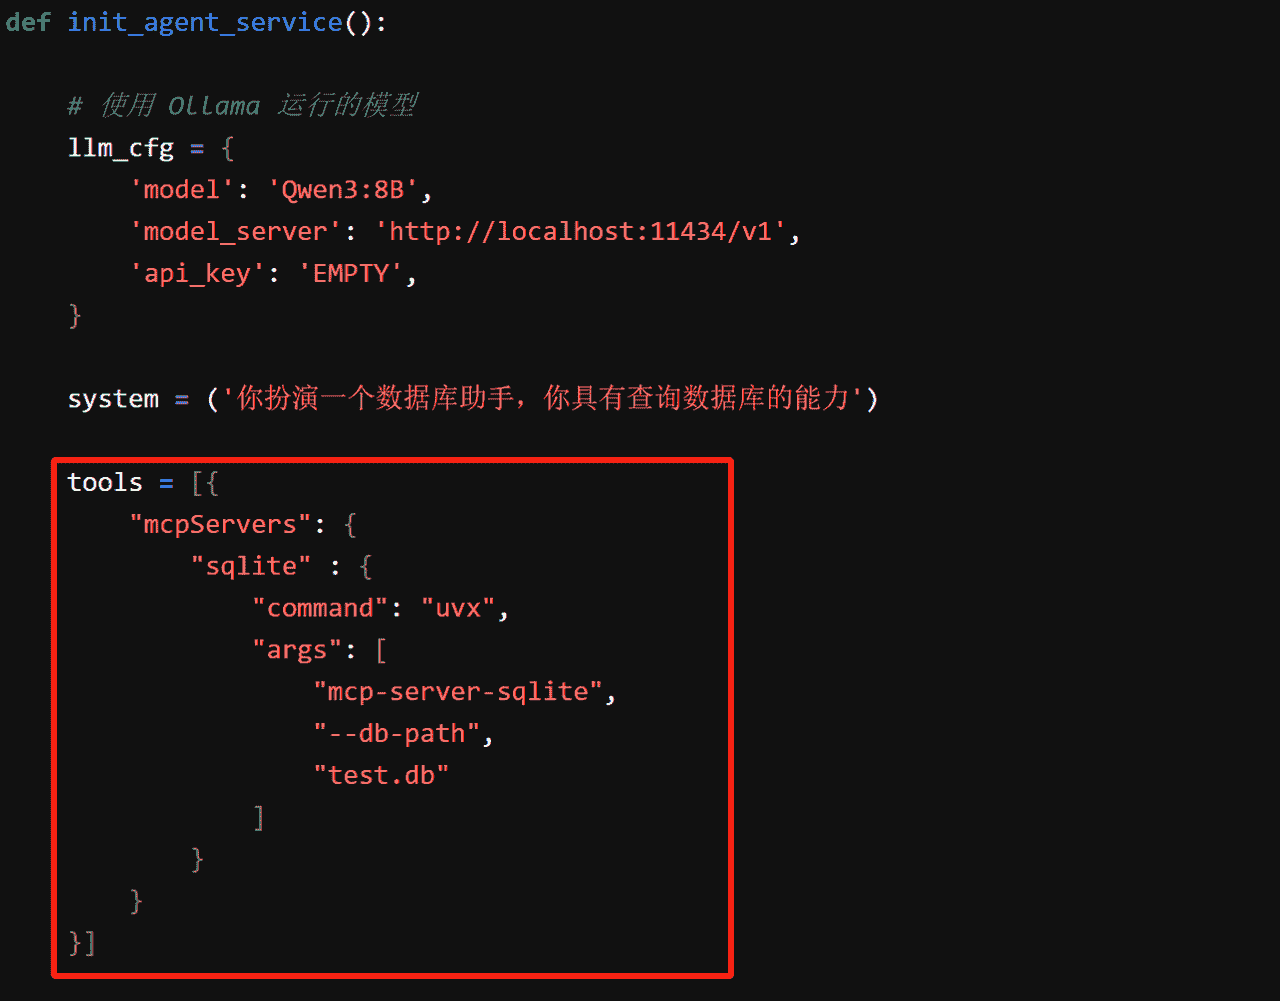 def init_agent_service():
# 使用 Ollama 运行的模型
llm_cfg = {
'model': 'Qwen3:8B',
'model_server': 'http://localhost:11434/v1',
'api_key': 'EMPTY',
}
system = ('你扮演一个数据库助手，你具有查询数据库的能力')
tools = [{
"mcpServers": {
"sqlite" : {
"command": "uvx",
"args": [
"mcp-server-sqlite",
"--db-path",
"test.db"
]
}
}
}]